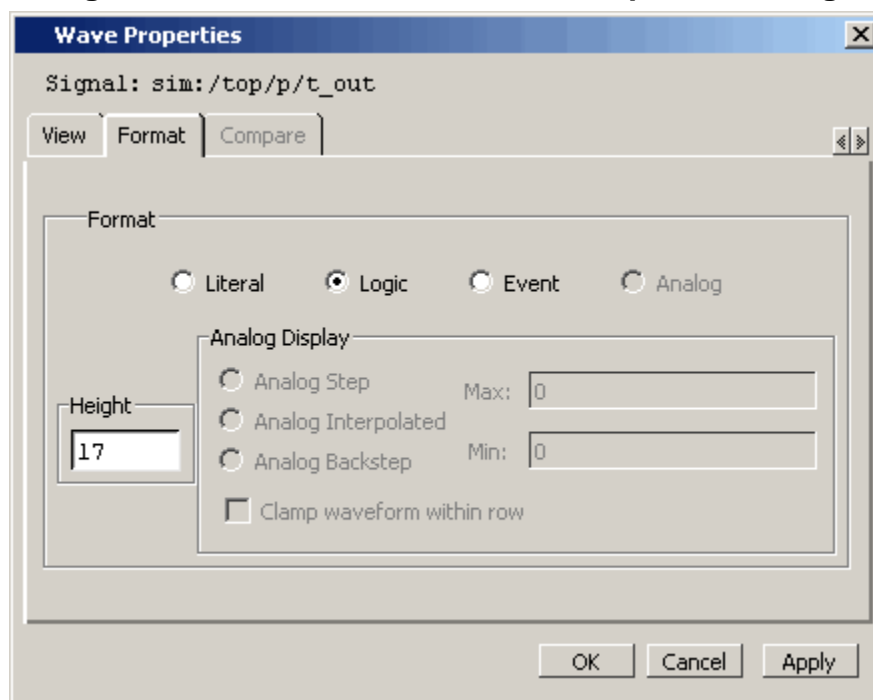 Wave Properties
Signal: sim:/top/p/t_out
View Format Compare
Format
Literal Logic Event Analog
Analog Display
Analog Step Max: 0
Height
Analog Interpolated
17
Analog Backstep Min: 0
Clamp waveform within row
OK Cancel Apply